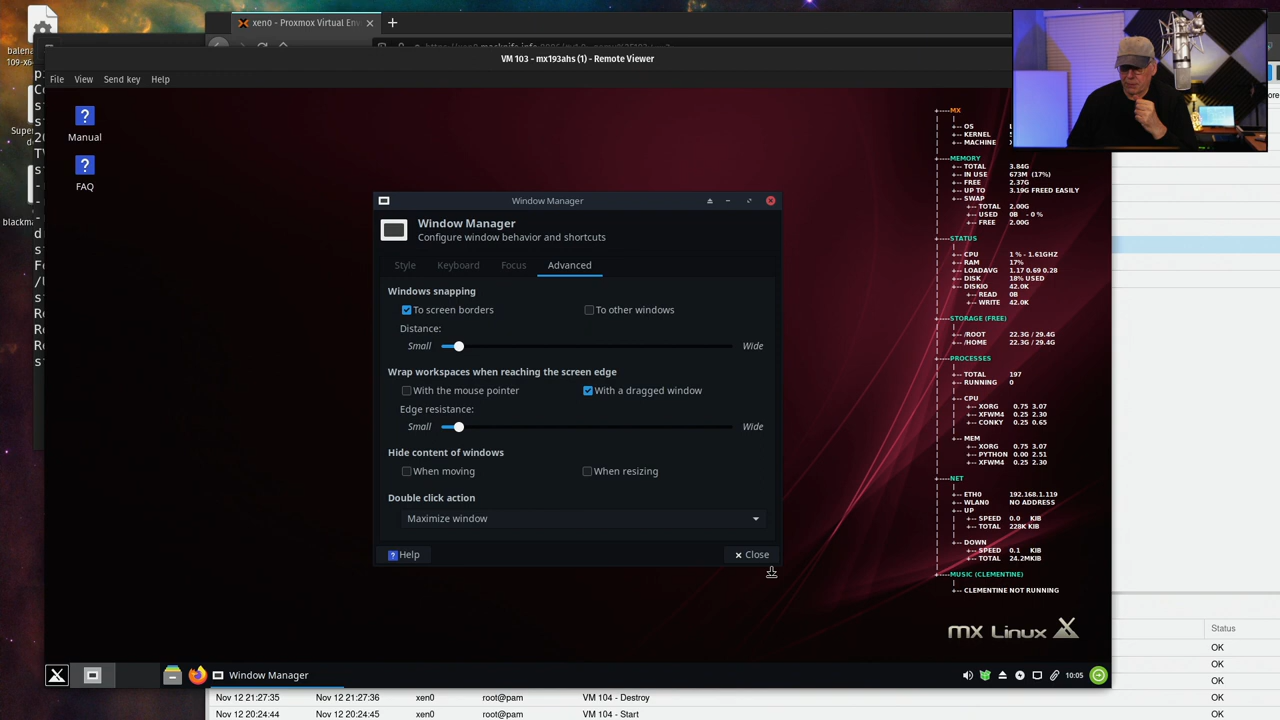 balena
109-x6
Super
blackma
xen0 - Proxmox Virtual Env
VM 103 - mx193ahs (1) - Remote Viewer
File View Send key Help
Manual
FAQ
Window Manager
Window Manager
Configure window behavior and shortcuts
Style Keyboard Focus Advanced
Windows snapping
To screen borders To other windows
Distance:
Small Wide
Wrap workspaces when reaching the screen edge
With the mouse pointer With a dragged window
Edge resistance:
Small Wide
Hide content of windows
When moving When resizing
Double click action
Maximize window
Help Close
MX
OS
KERNEL
MACHINE
MEMORY
TOTAL 3.84G
IN USE 673M (17%)
FREE 2.37G
UP TO 3.19G FREED EASILY
SWAP
TOTAL 2.00G
USED 0B - 0 %
FREE 2.00G
STATUS
CPU 1 % - 1.61GHZ
RAM 17%
LOADAVG 1.17 0.69 0.28
DISK 18% USED
DISKIO 42.0K
READ 0B
WRITE 42.0K
STORAGE (FREE)
/ROOT 22.3G / 29.4G
/HOME 22.3G / 29.4G
PROCESSES
TOTAL 197
RUNNING 0
CPU
XORG 0.75 3.07
XFWM4 0.25 2.30
CONKY 0.25 0.65
MEM
XORG 0.75 3.07
PYTHON 0.00 2.51
XFWM4 0.25 2.30
NET
ETH0 192.168.1.119
WLAN0 NO ADDRESS
UP
SPEED 0.0 KIB
TOTAL 228K KIB
DOWN
SPEED 0.1 KIB
TOTAL 24.2MKIB
MUSIC (CLEMENTINE)
CLEMENTINE NOT RUNNING
MX Linux
Window Manager 10:05
Status
OK
OK
OK
Nov 12 21:27:35 Nov 12 21:27:36 xen0 root@pam VM 104 - Destroy OK
Nov 12 20:24:44 Nov 12 20:24:45 xen0 root@pam VM 104 - Start OK